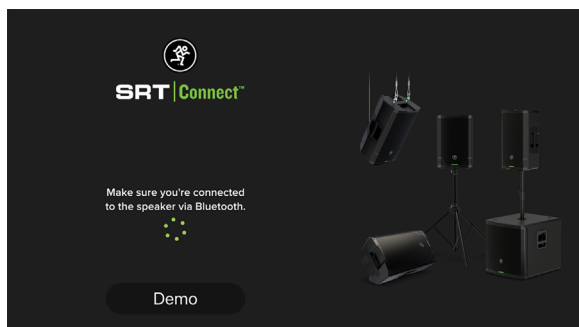 SRT|Connect™
Make sure you're connected
to the speaker via Bluetooth.
Demo